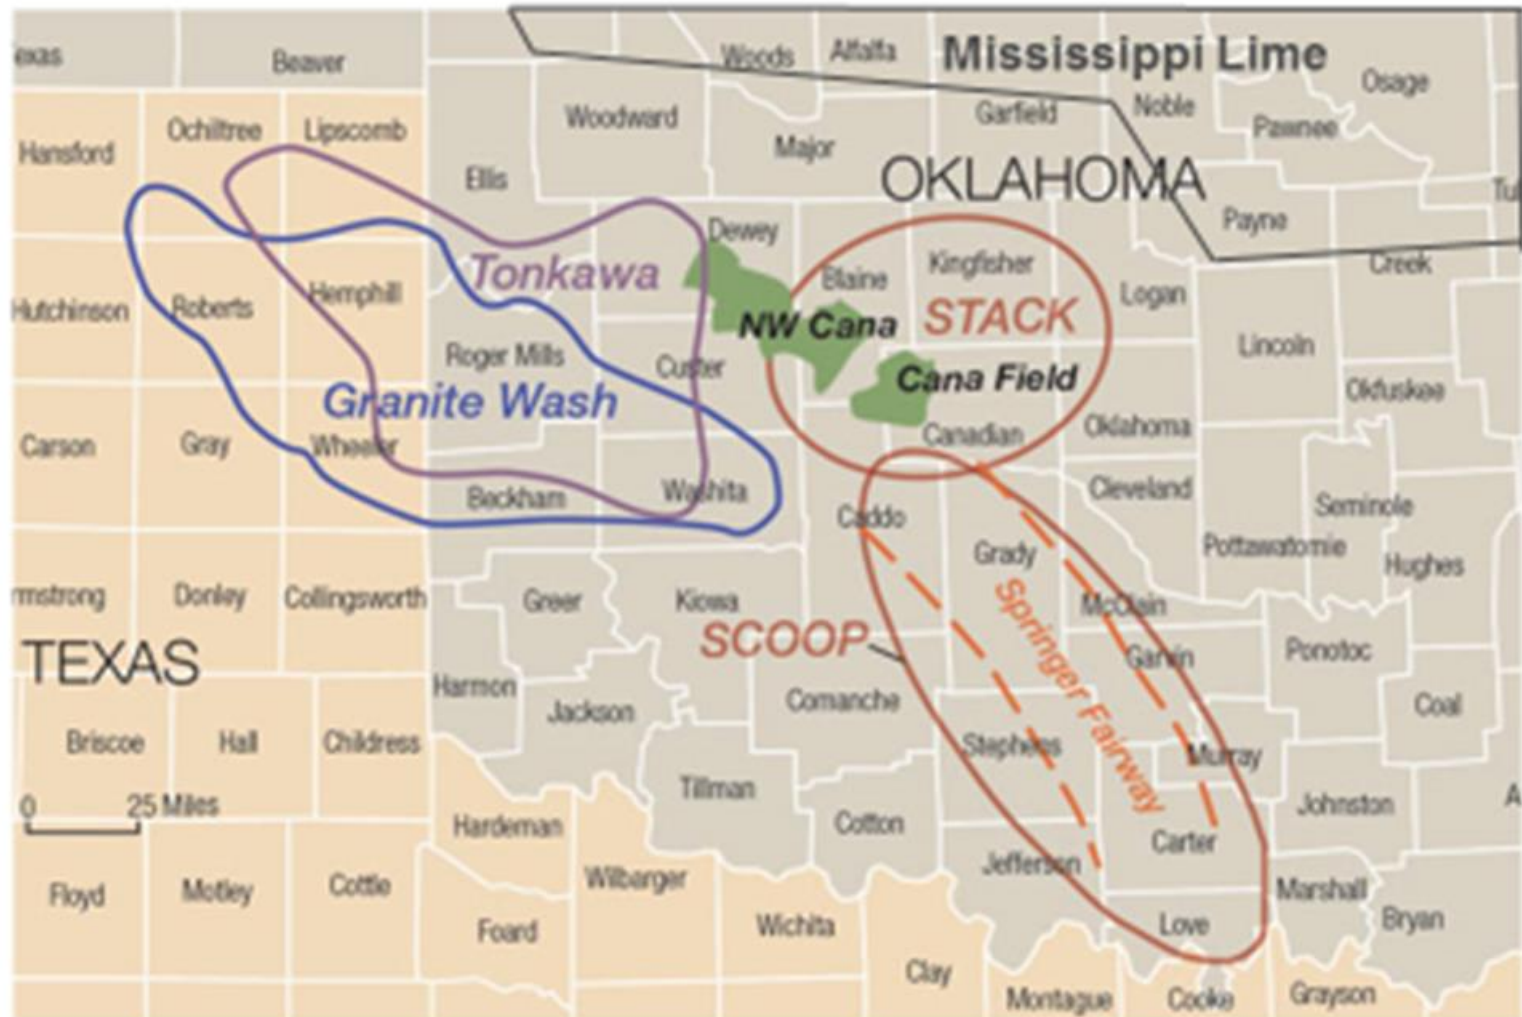 exas
Beaver
Woods
Alfalfa
Mississippi Lime
Osage
Hansford
Ochiltree
Lipscomb
Woodward
Major
Garfield
Noble
Pawnee
Ellis
OKLAHOMA
Tul
Dewey
Payne
Hutchinson
Roberts
Hemphill
Tonkawa
Blaine
Kingfisher
Logan
Creek
NW Cana
STACK
Roger Mills
Custer
Cana Field
Lincoln
Okfuskee
Granite Wash
Carson
Gray
Wheeler
Canadian
Oklahoma
Beckham
Washita
Caddo
Cleveland
Seminole
Grady
Pottawatomie
Hughes
rmstrong
Donley
Collingsworth
Greer
Kiowa
McClain
TEXAS
SCOOP
Springer Fairway
Garvin
Ponotoc
Harmon
Jackson
Comanche
Coal
Briscoe
Hall
Childress
Stephens
Murray
0 25 Miles
Tillman
Cotton
Johnston
A
Hardeman
Carter
Floyd
Motley
Cottle
Wilbarger
Jefferson
Marshall
Foard
Wichita
Love
Bryan
Clay
Montague
Cooke
Grayson